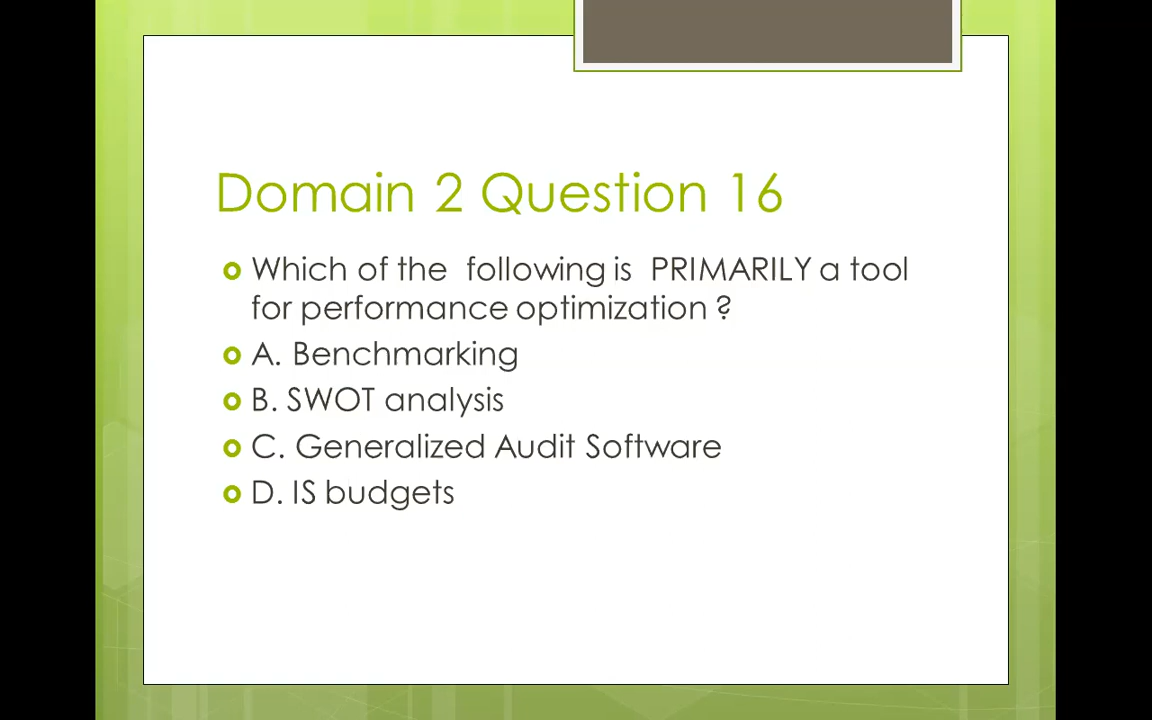 Domain 2 Question 16
Which of the following is PRIMARILY a tool
for performance optimization ?
A. Benchmarking
B. SWOT analysis
C. Generalized Audit Software
D. IS budgets